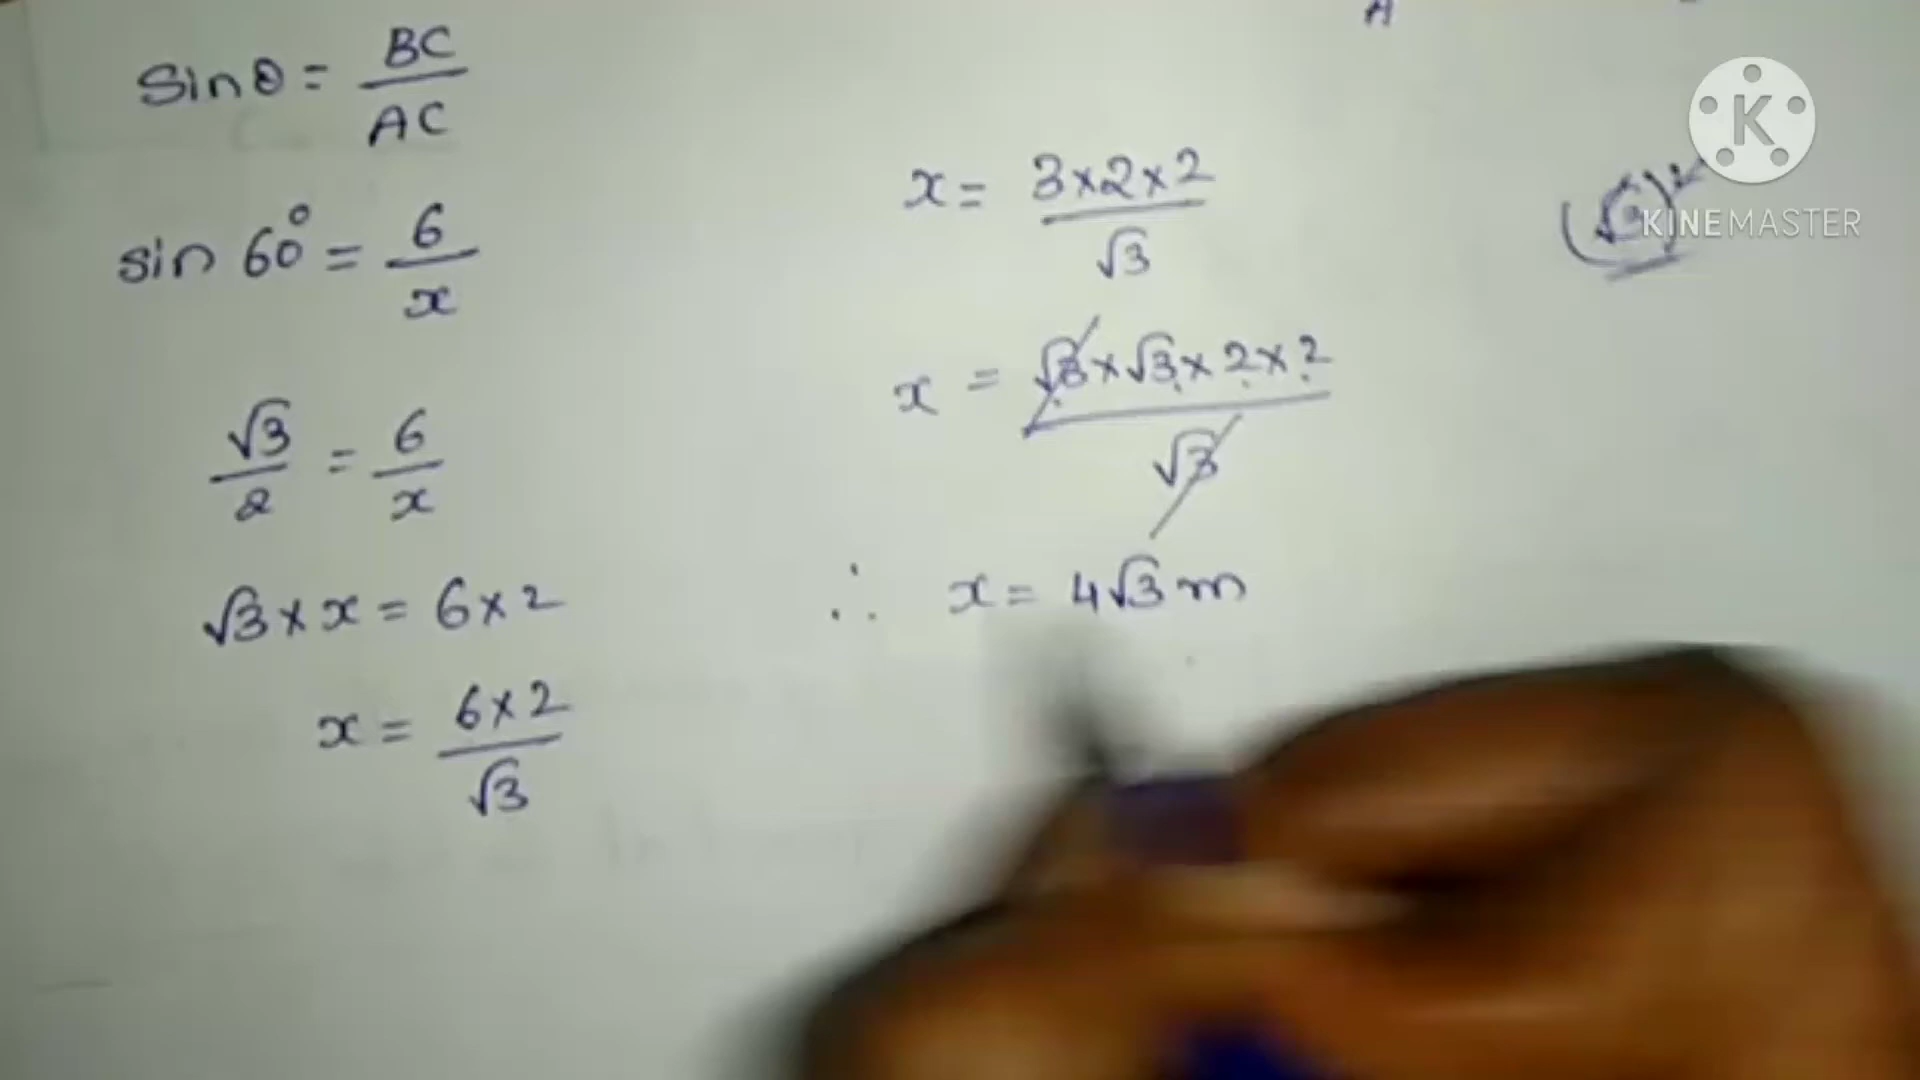 sin θ = BC/AC
sin 60° = 6/x
√3/2 = 6/x
√3 × x = 6 × 2
x = 6×2/√3
A
x = 3×2×2/√3
x = √3×√3×2×2/√3
∴ x = 4√3 m
K
KINEMASTER